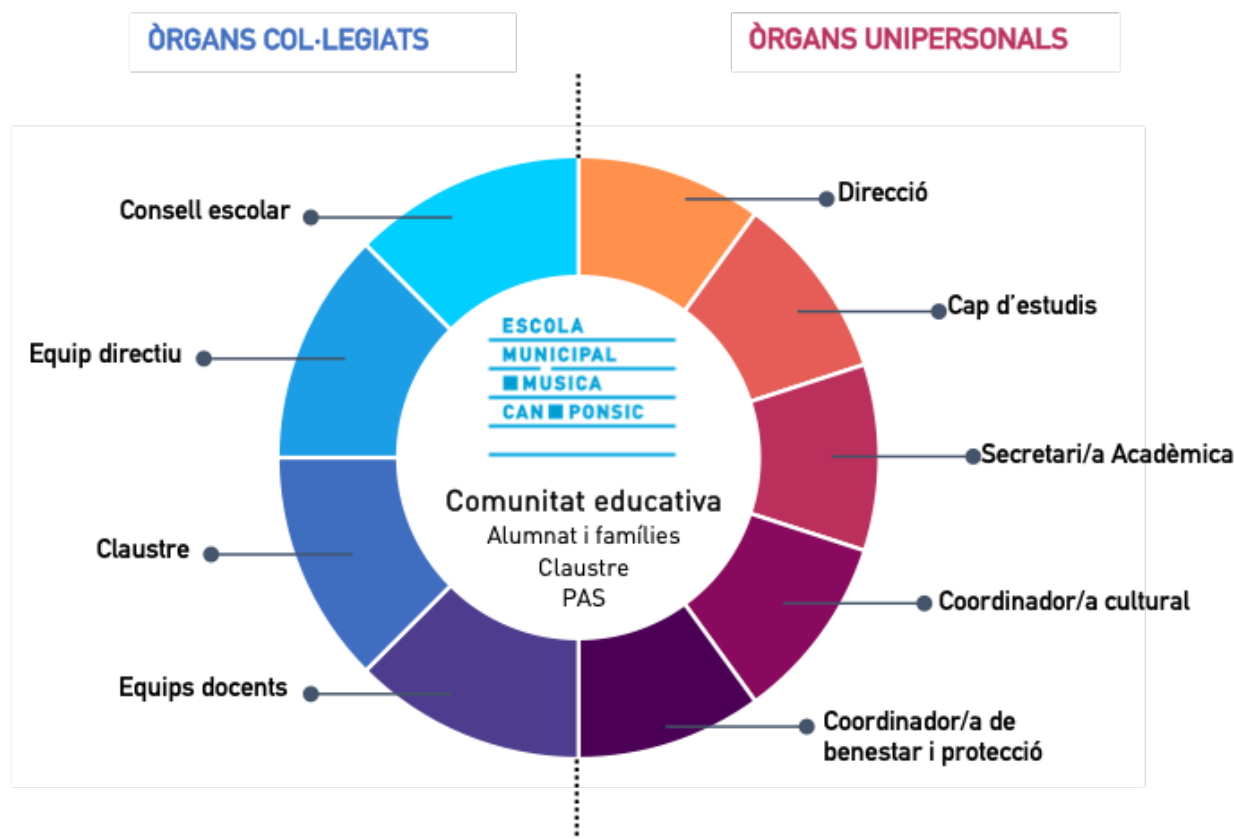 ÒRGANS COL·LEGIATS
ÒRGANS UNIPERSONALS
Consell escolar
Equip directiu
Claustre
Equips docents
Direcció
Cap d'estudis
Secretari/a Acadèmica
Coordinador/a cultural
Coordinador/a de
benestar i protecció
ESCOLA
MUNICIPAL
MUSICA
CAN PONSIC
Comunitat educativa
Alumnat i famílies
Claustre
PAS